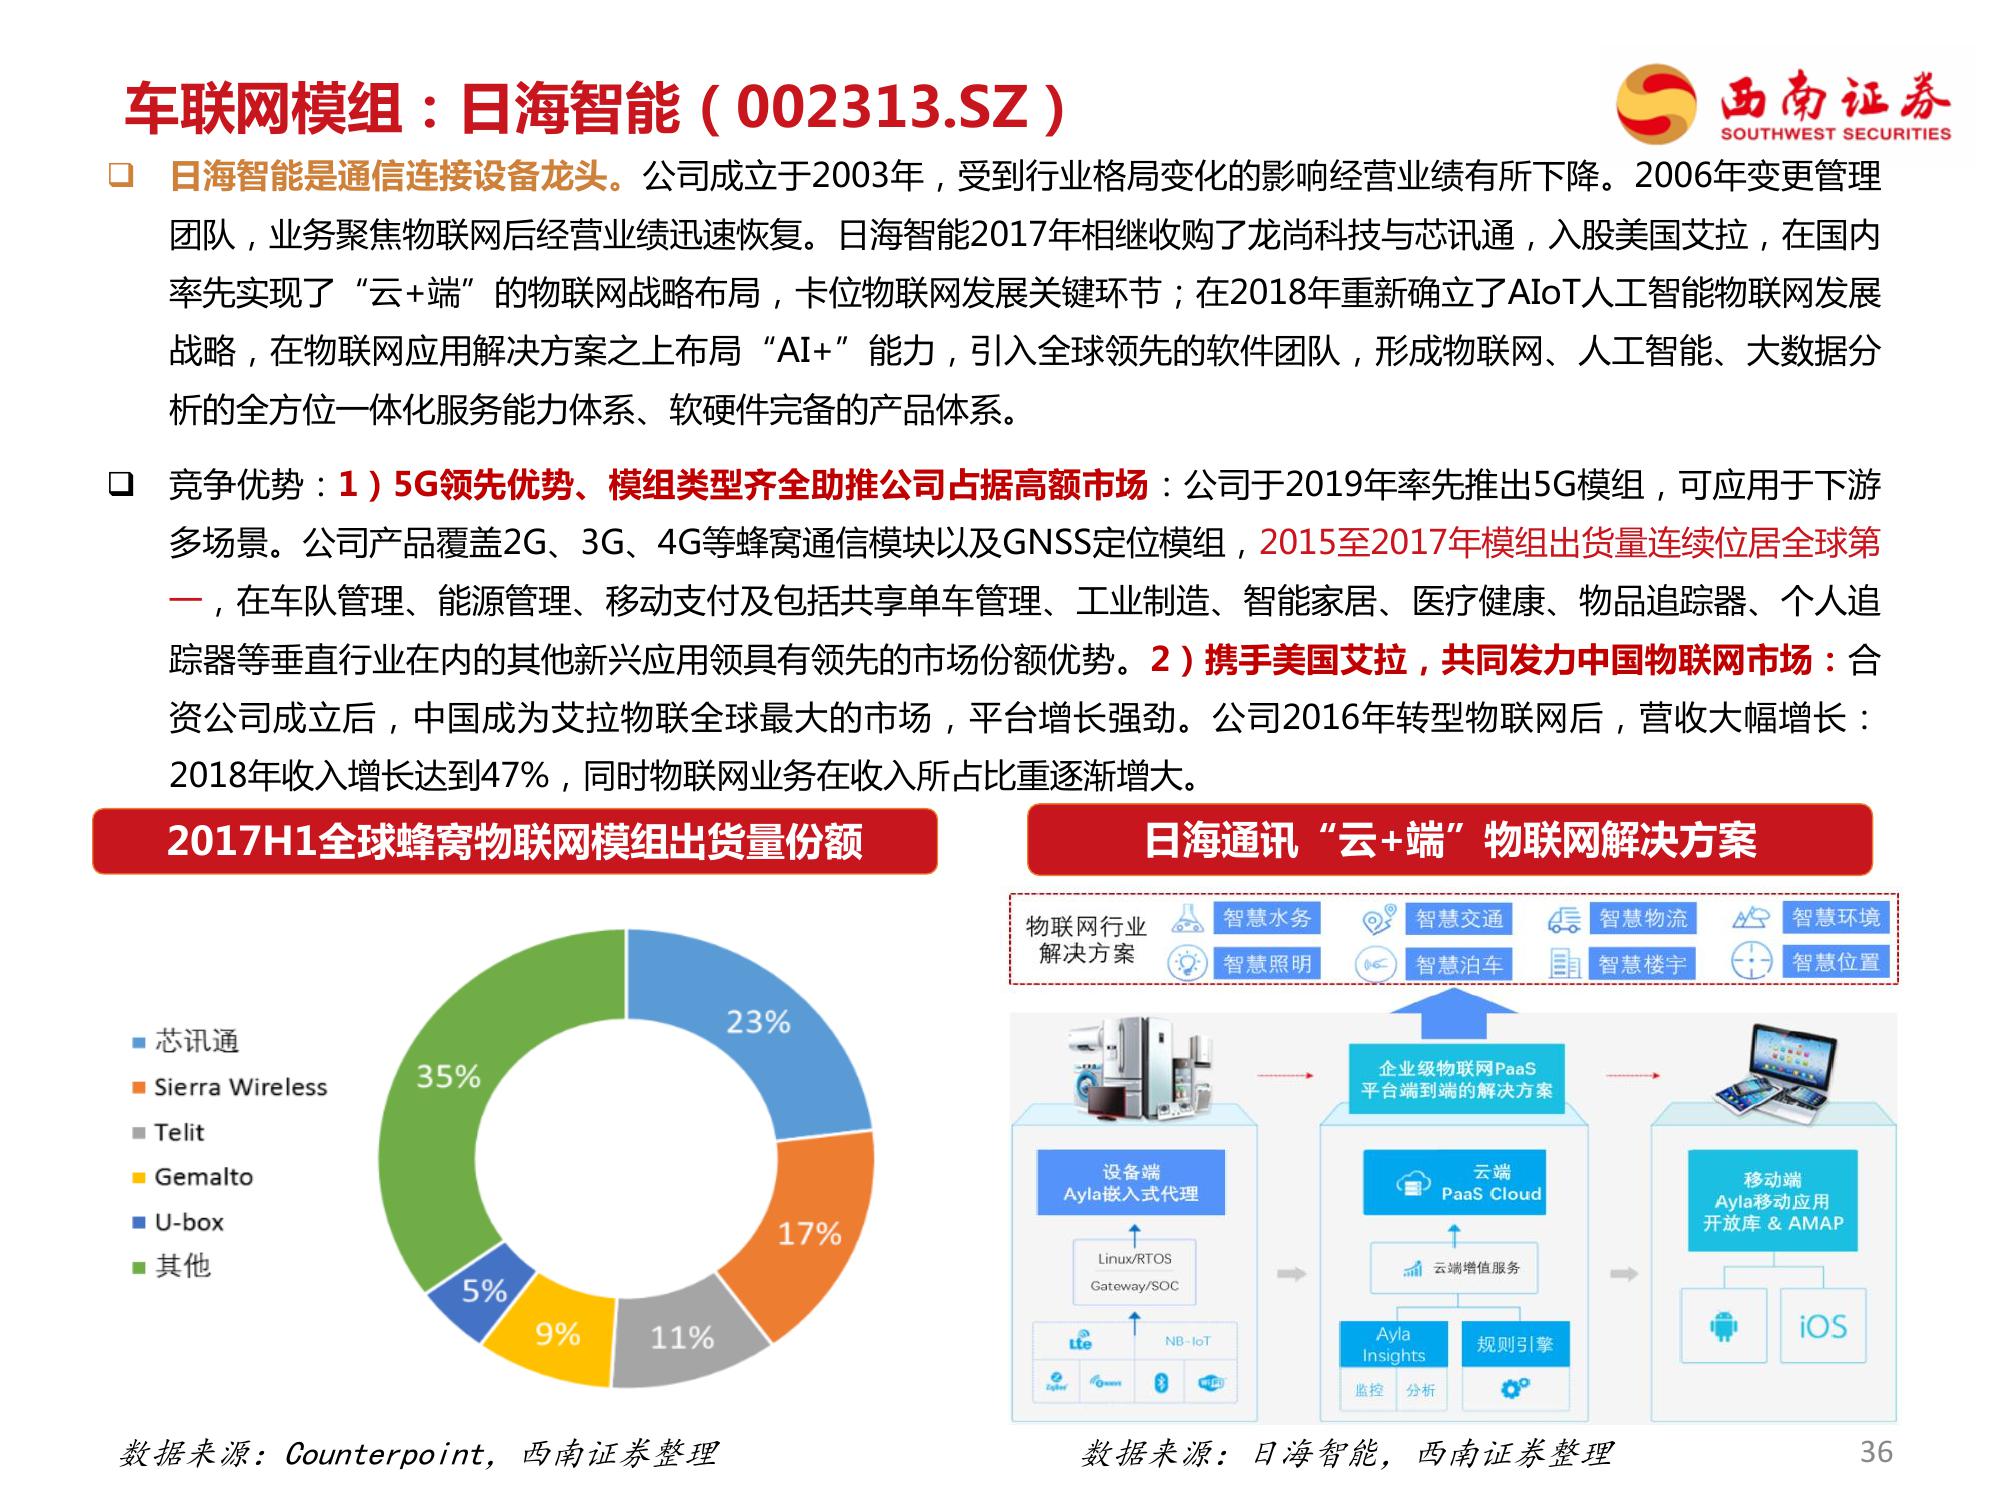 车联网模组：日海智能（002313.SZ）
西南证券
SOUTHWEST SECURITIES
❑ 日海智能是通信连接设备龙头。公司成立于2003年，受到行业格局变化的影响经营业绩有所下降。2006年变更管理
团队，业务聚焦物联网后经营业绩迅速恢复。日海智能2017年相继收购了龙尚科技与芯讯通，入股美国艾拉，在国内
率先实现了“云+端”的物联网战略布局，卡位物联网发展关键环节；在2018年重新确立了AIoT人工智能物联网发展
战略，在物联网应用解决方案之上布局“AI+”能力，引入全球领先的软件团队，形成物联网、人工智能、大数据分
析的全方位一体化服务能力体系、软硬件完备的产品体系。
❑ 竞争优势：1）5G领先优势、模组类型齐全助推公司占据高额市场：公司于2019年率先推出5G模组，可应用于下游
多场景。公司产品覆盖2G、3G、4G等蜂窝通信模块以及GNSS定位模组，2015至2017年模组出货量连续位居全球第
一，在车队管理、能源管理、移动支付及包括共享单车管理、工业制造、智能家居、医疗健康、物品追踪器、个人追
踪器等垂直行业在内的其他新兴应用领具有领先的市场份额优势。2）携手美国艾拉，共同发力中国物联网市场：合
资公司成立后，中国成为艾拉物联全球最大的市场，平台增长强劲。公司2016年转型物联网后，营收大幅增长：
2018年收入增长达到47%，同时物联网业务在收入所占比重逐渐增大。
2017H1全球蜂窝物联网模组出货量份额
芯讯通
Sierra Wireless
Telit
Gemalto
U-box
其他
23%
17%
11%
9%
5%
35%
数据来源：Counterpoint，西南证券整理
日海通讯“云+端”物联网解决方案
物联网行业
解决方案
智慧水务
智慧交通
智慧物流
智慧环境
智慧照明
智慧泊车
智慧楼宇
智慧位置
企业级物联网PaaS
平台端到端的解决方案
设备端
Ayla嵌入式代理
Linux/RTOS
Gateway/SOC
Lte
NB-IoT
ZigBee
WiFi
云端
PaaS Cloud
云端增值服务
Ayla
Insights
规则引擎
监控
分析
移动端
Ayla移动应用
开放库 & AMAP
iOS
数据来源：日海智能，西南证券整理
36